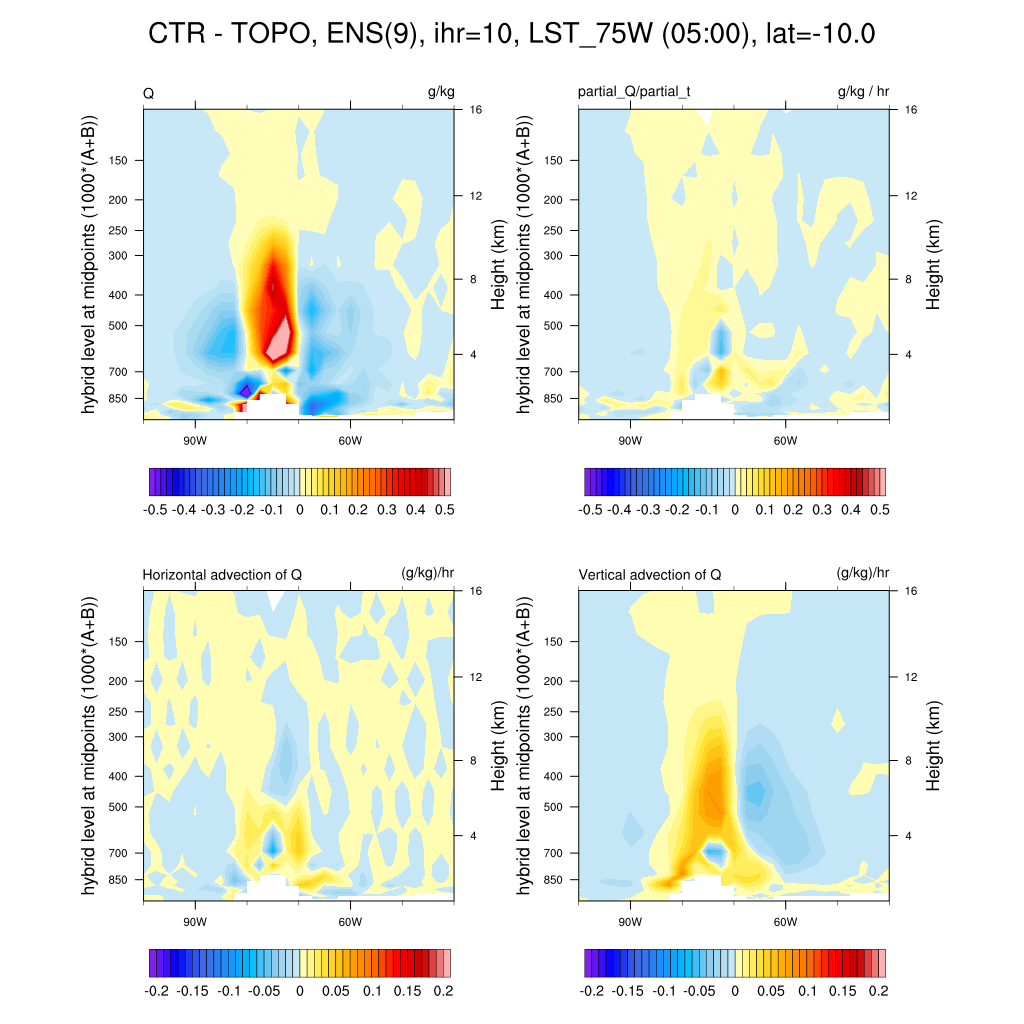 CTR - TOPO, ENS(9), ihr=10, LST_75W (05:00), lat=-10.0
Q g/kg
hybrid level at midpoints (1000*(A+B))
150
200
250
300
400
500
700
850
16
12
8
4
Height (km)
90W 60W
-0.5 -0.4 -0.3 -0.2 -0.1 0 0.1 0.2 0.3 0.4 0.5
partial_Q/partial_t g/kg / hr
hybrid level at midpoints (1000*(A+B))
150
200
250
300
400
500
700
850
16
12
8
4
Height (km)
90W 60W
-0.5 -0.4 -0.3 -0.2 -0.1 0 0.1 0.2 0.3 0.4 0.5
Horizontal advection of Q (g/kg)/hr
hybrid level at midpoints (1000*(A+B))
150
200
250
300
400
500
700
850
16
12
8
4
Height (km)
90W 60W
-0.2 -0.15 -0.1 -0.05 0 0.05 0.1 0.15 0.2
Vertical advection of Q (g/kg)/hr
hybrid level at midpoints (1000*(A+B))
150
200
250
300
400
500
700
850
16
12
8
4
Height (km)
90W 60W
-0.2 -0.15 -0.1 -0.05 0 0.05 0.1 0.15 0.2